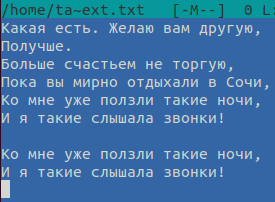 /home/ta~ext.txt   [-M--]  0 L:
Какая есть. Желаю вам другую,
Получше.
Больше счастьем не торгую,
Пока вы мирно отдыхали в Сочи,
Ко мне уже ползли такие ночи,
И я такие слышала звонки!

Ко мне уже ползли такие ночи,
И я такие слышала звонки!